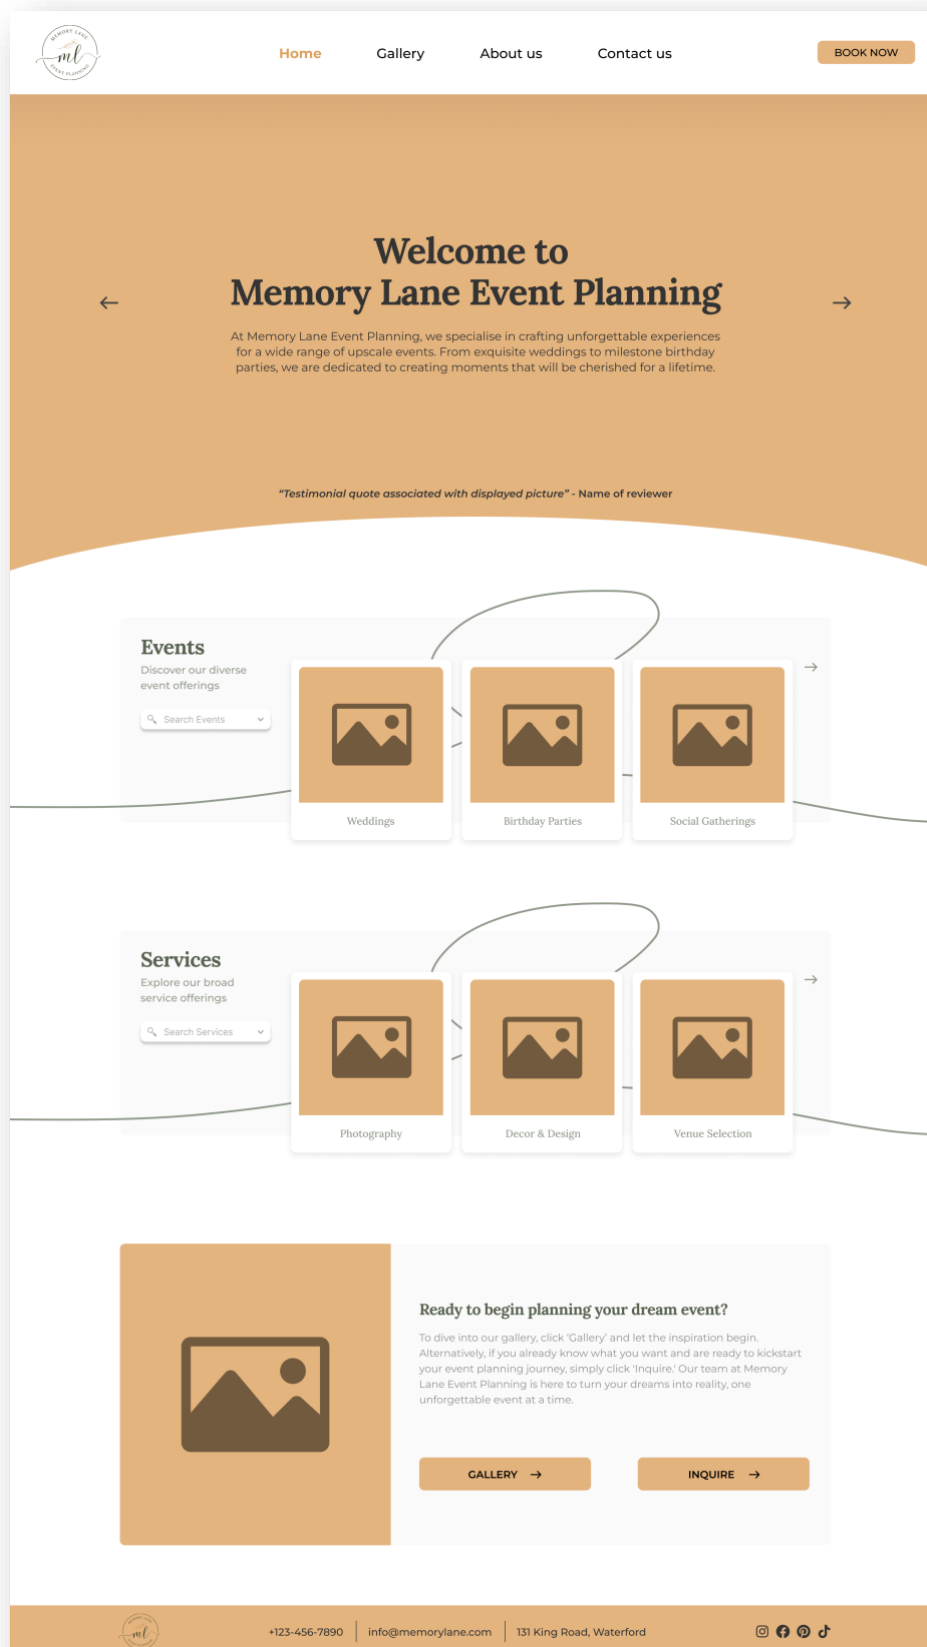 MEMORY LANE
ml
EVENT PLANNING
Home Gallery About us Contact us BOOK NOW
Welcome to
Memory Lane Event Planning
At Memory Lane Event Planning, we specialise in crafting unforgettable experiences
for a wide range of upscale events. From exquisite weddings to milestone birthday
parties, we are dedicated to creating moments that will be cherished for a lifetime.
“Testimonial quote associated with displayed picture” - Name of reviewer
Events
Discover our diverse
event offerings
Search Events
Weddings Birthday Parties Social Gatherings
Services
Explore our broad
service offerings
Search Services
Photography Decor & Design Venue Selection
Ready to begin planning your dream event?
To dive into our gallery, click 'Gallery' and let the inspiration begin.
Alternatively, if you already know what you want and are ready to kickstart
your event planning journey, simply click 'Inquire.' Our team at Memory
Lane Event Planning is here to turn your dreams into reality, one
unforgettable event at a time.
GALLERY INQUIRE
ml
+123-456-7890 info@memorylane.com 131 King Road, Waterford